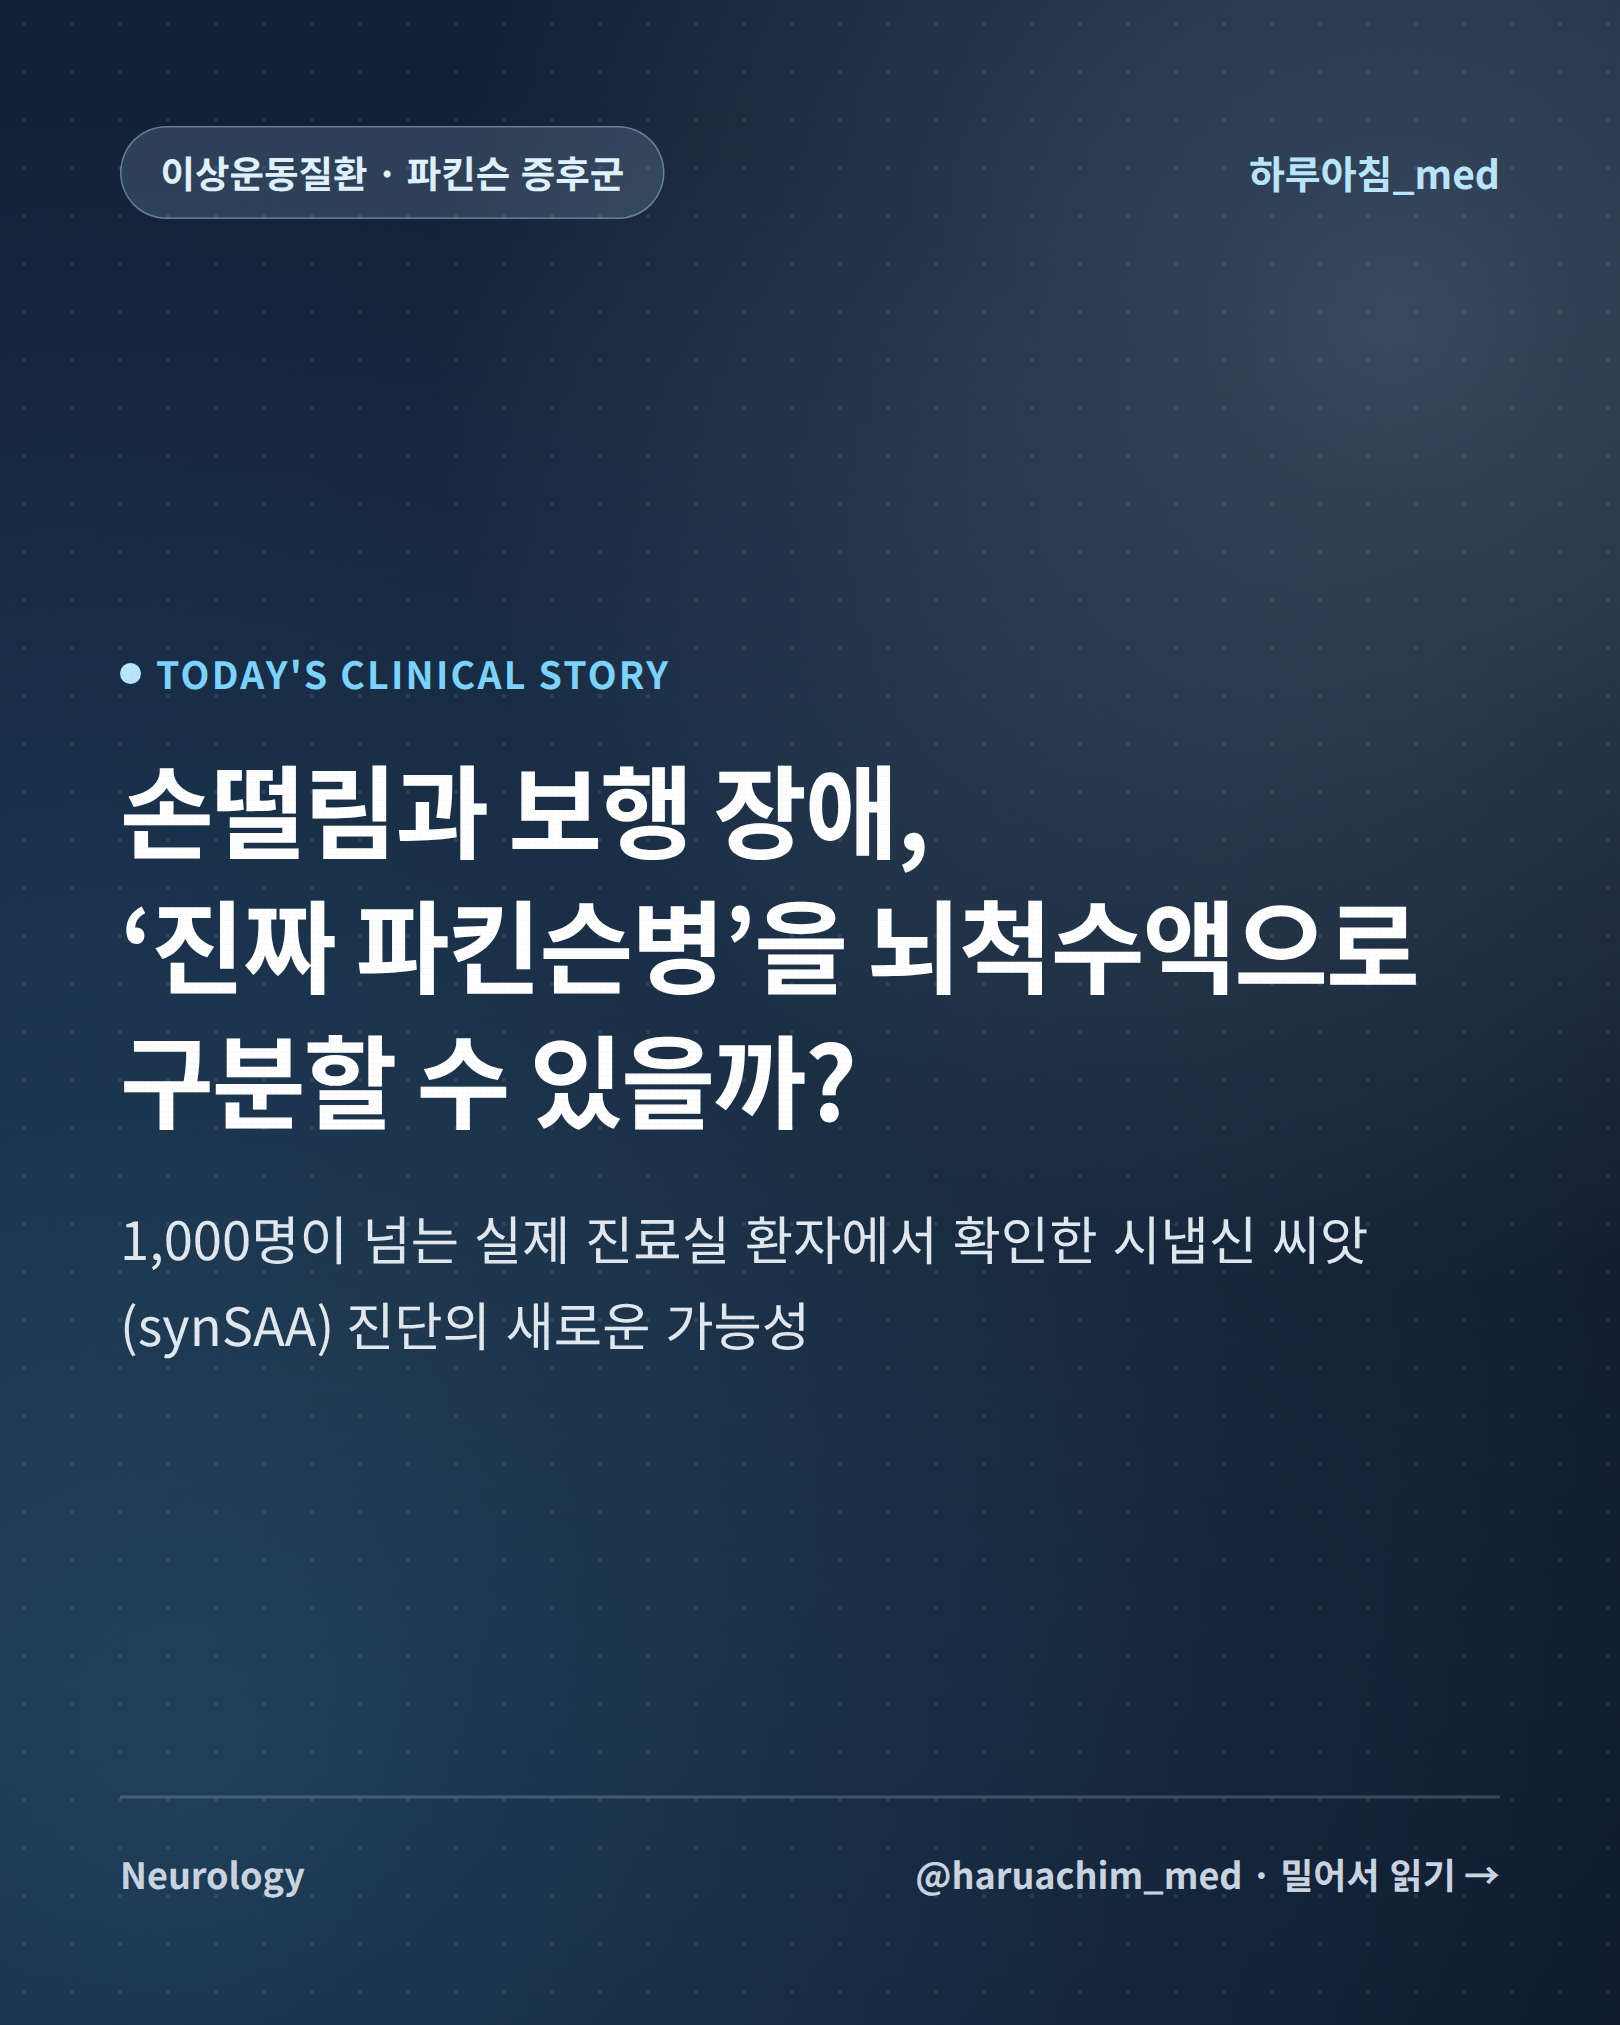 이상운동질환 · 파킨슨 증후군
하루아침_med
TODAY'S CLINICAL STORY
손떨림과 보행 장애,
‘진짜 파킨슨병’을 뇌척수액으로
구분할 수 있을까?
1,000명이 넘는 실제 진료실 환자에서 확인한 시냅신 씨앗
(synSAA) 진단의 새로운 가능성
Neurology
@haruachim_med · 밀어서 읽기 →